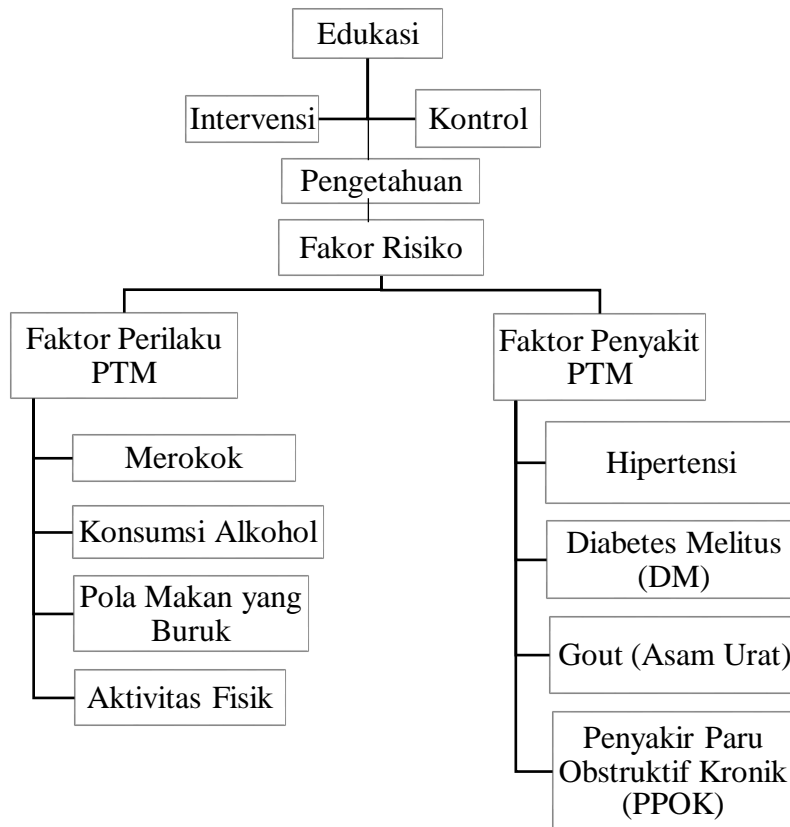 Edukasi
Intervensi
Kontrol
Pengetahuan
Fakor Risiko
Faktor Perilaku
PTM
Faktor Penyakit
PTM
Merokok
Konsumsi Alkohol
Pola Makan yang
Buruk
Aktivitas Fisik
Hipertensi
Diabetes Melitus
(DM)
Gout (Asam Urat)
Penyakir Paru
Obstruktif Kronik
(PPOK)